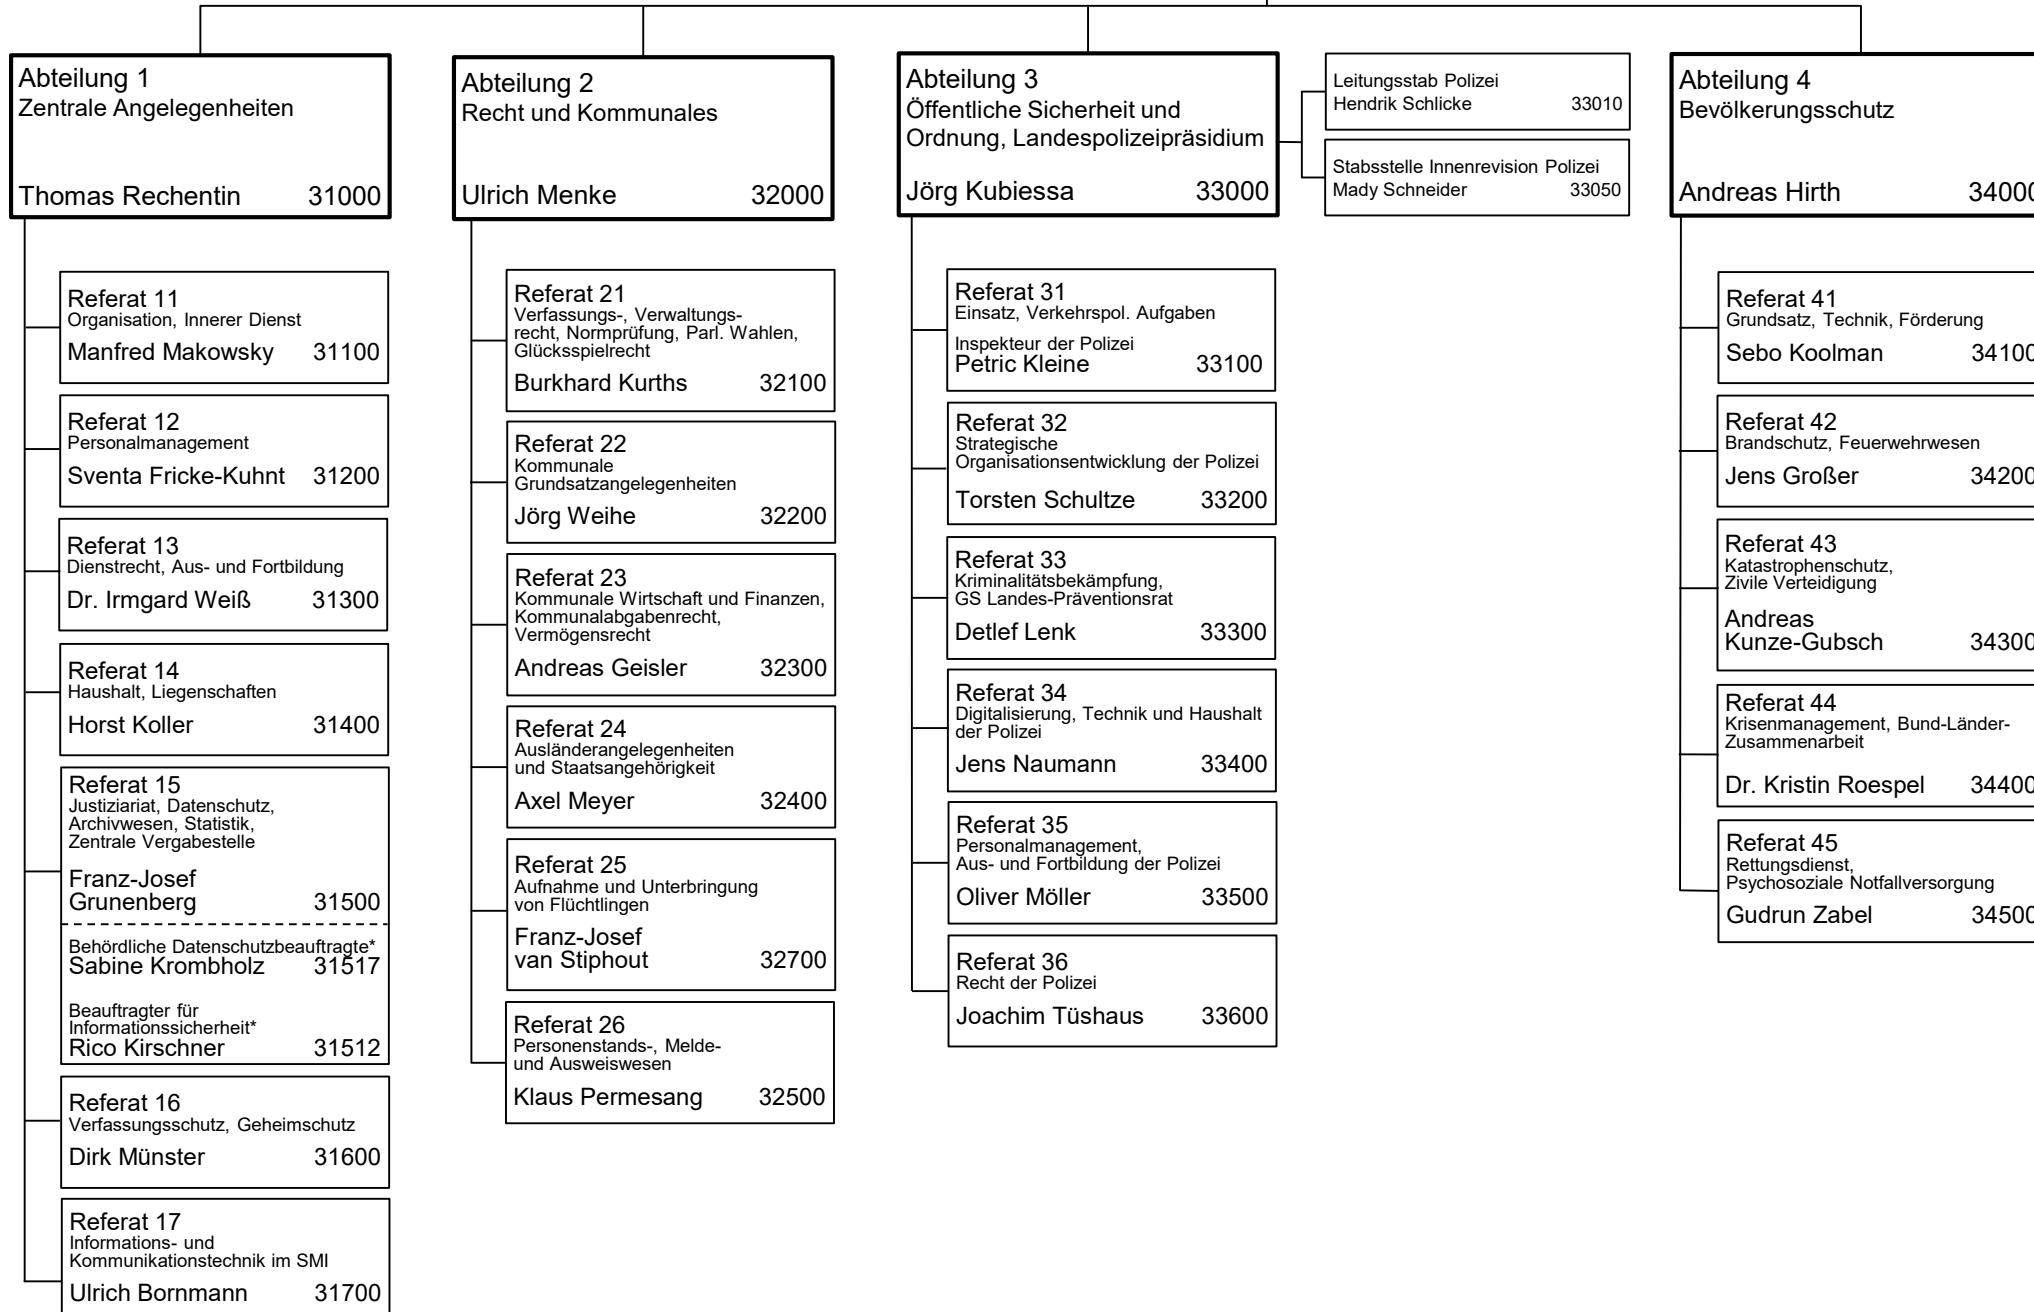 Abteilung 1
Zentrale Angelegenheiten
Thomas Rechentin 31000
Referat 11
Organisation, Innerer Dienst
Manfred Makowsky 31100
Referat 12
Personalmanagement
Sventa Fricke-Kuhnt 31200
Referat 13
Dienstrecht, Aus- und Fortbildung
Dr. Irmgard Weiß 31300
Referat 14
Haushalt, Liegenschaften
Horst Koller 31400
Referat 15
Justiziariat, Datenschutz,
Archivwesen, Statistik,
Zentrale Vergabestelle
Franz-Josef
Grunenberg 31500
Behördliche Datenschutzbeauftragte*
Sabine Krombholz 31517
Beauftragter für
Informationssicherheit*
Rico Kirschner 31512
Referat 16
Verfassungsschutz, Geheimschutz
Dirk Münster 31600
Referat 17
Informations- und
Kommunikationstechnik im SMI
Ulrich Bornmann 31700
Abteilung 2
Recht und Kommunales
Ulrich Menke 32000
Referat 21
Verfassungs-, Verwaltungs-
recht, Normprüfung, Parl. Wahlen,
Glücksspielrecht
Burkhard Kurths 32100
Referat 22
Kommunale
Grundsatzangelegenheiten
Jörg Weihe 32200
Referat 23
Kommunale Wirtschaft und Finanzen,
Kommunalabgabenrecht,
Vermögensrecht
Andreas Geisler 32300
Referat 24
Ausländerangelegenheiten
und Staatsangehörigkeit
Axel Meyer 32400
Referat 25
Aufnahme und Unterbringung
von Flüchtlingen
Franz-Josef
van Stiphout 32700
Referat 26
Personenstands-, Melde-
und Ausweiswesen
Klaus Permesang 32500
Abteilung 3
Öffentliche Sicherheit und
Ordnung, Landespolizeipräsidium
Jörg Kubiessa 33000
Leitungsstab Polizei
Hendrik Schlicke 33010
Stabsstelle Innenrevision Polizei
Mady Schneider 33050
Referat 31
Einsatz, Verkehrspol. Aufgaben
Inspekteur der Polizei
Petric Kleine 33100
Referat 32
Strategische
Organisationsentwicklung der Polizei
Torsten Schultze 33200
Referat 33
Kriminalitätsbekämpfung,
GS Landes-Präventionsrat
Detlef Lenk 33300
Referat 34
Digitalisierung, Technik und Haushalt
der Polizei
Jens Naumann 33400
Referat 35
Personalmanagement,
Aus- und Fortbildung der Polizei
Oliver Möller 33500
Referat 36
Recht der Polizei
Joachim Tüshaus 33600
Abteilung 4
Bevölkerungsschutz
Andreas Hirth 34000
Referat 41
Grundsatz, Technik, Förderung
Sebo Koolman 34100
Referat 42
Brandschutz, Feuerwehrwesen
Jens Großer 34200
Referat 43
Katastrophenschutz,
Zivile Verteidigung
Andreas
Kunze-Gubsch 34300
Referat 44
Krisenmanagement, Bund-Länder-
Zusammenarbeit
Dr. Kristin Roespel 34400
Referat 45
Rettungsdienst,
Psychosoziale Notfallversorgung
Gudrun Zabel 34500